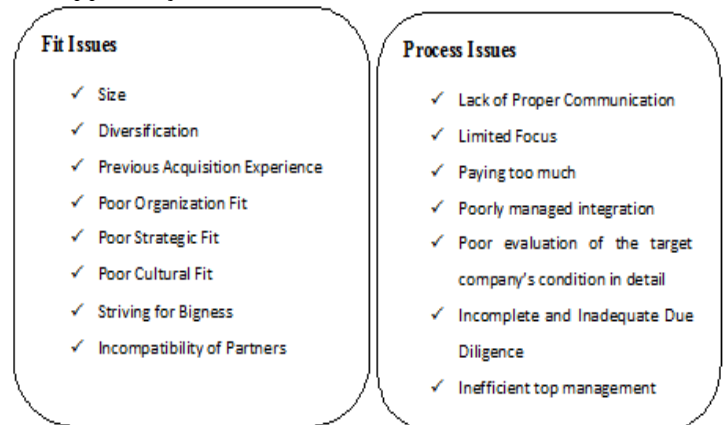 Fit Issues
✓ Size
✓ Diversification
✓ Previous Acquisition Experience
✓ Poor Organization Fit
✓ Poor Strategic Fit
✓ Poor Cultural Fit
✓ Striving for Bigness
✓ Incompatibility of Partners
Process Issues
✓ Lack of Proper Communication
✓ Limited Focus
✓ Paying too much
✓ Poorly managed integration
✓ Poor evaluation of the target
company's condition in detail
✓ Incomplete and Inadequate Due
Diligence
✓ Inefficient top management